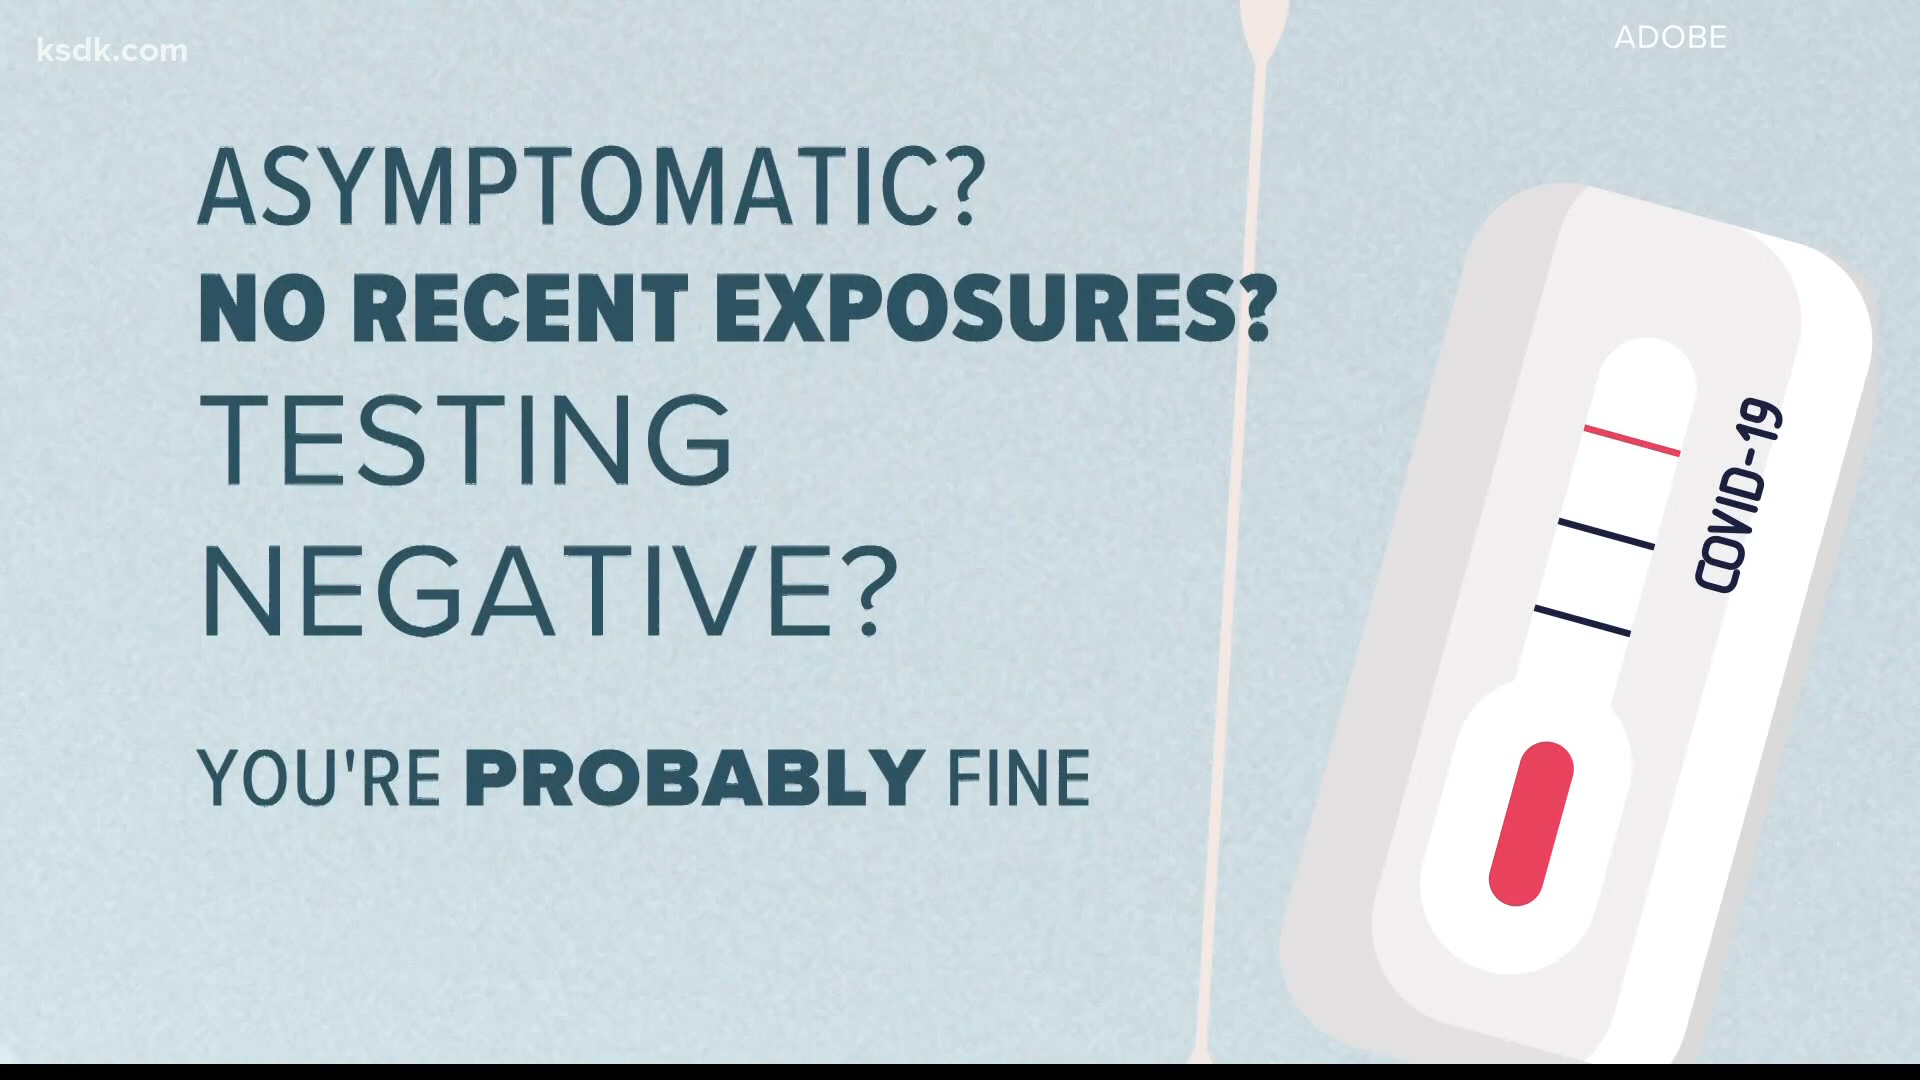 ksdk.com
ADOBE
ASYMPTOMATIC?
NO RECENT EXPOSURES?
TESTING
NEGATIVE?
YOU'RE PROBABLY FINE
COVID-19